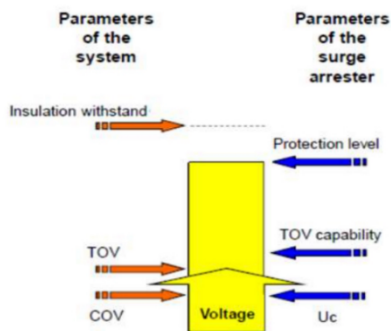 Parameters
of the
system
Parameters
of the
surge
arrester
Insulation withstand
Protection level
TOV capability
TOV
COV
Voltage
Uc